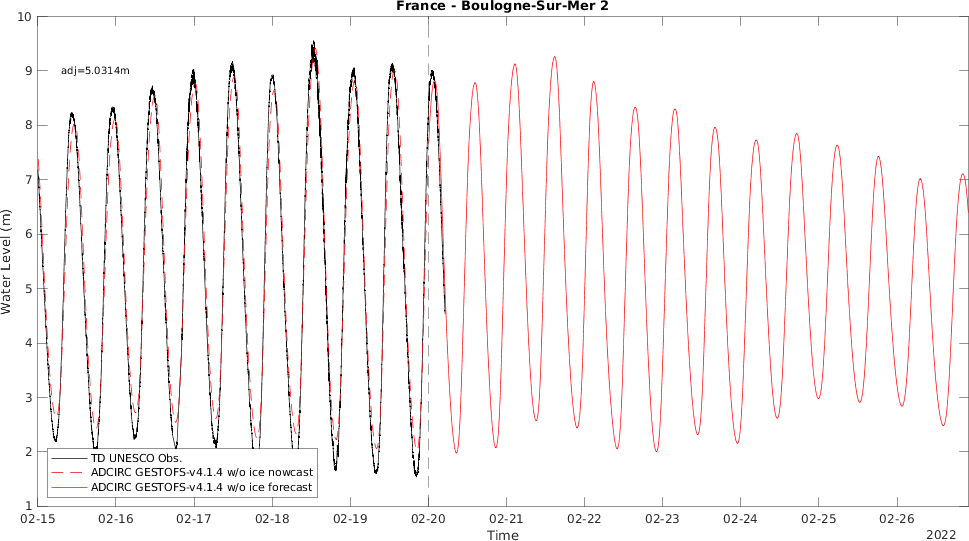 France - Boulogne-Sur-Mer 2
adj=5.0314m
Water Level (m)
10
9
8
7
6
5
4
3
2
1
TD UNESCO Obs.
ADCIRC GESTOFS-v4.1.4 w/o ice nowcast
ADCIRC GESTOFS-v4.1.4 w/o ice forecast
02-15 02-16 02-17 02-18 02-19 02-20 02-21 02-22 02-23 02-24 02-25 02-26
Time
2022